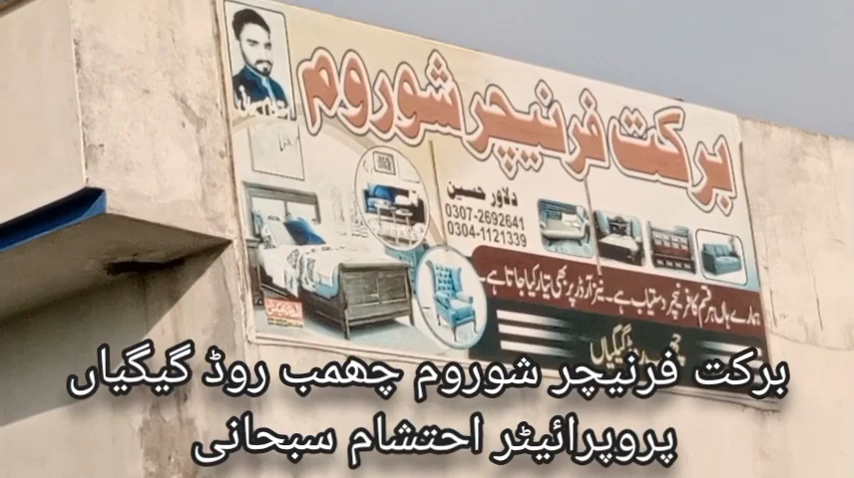 برکت فرنیچر شوروم
دلاور حسین
0307-2692641
0304-1121339
ہمارے ہاں ہر قسم کا فرنیچر دستیاب ہے۔ نیز آرڈر پر بھی تیار کیا جاتا ہے۔
گیگیاں
برکت فرنیچر شوروم چھمب روڈ گیگیاں
پروپرائیٹر احتشام سبحانی